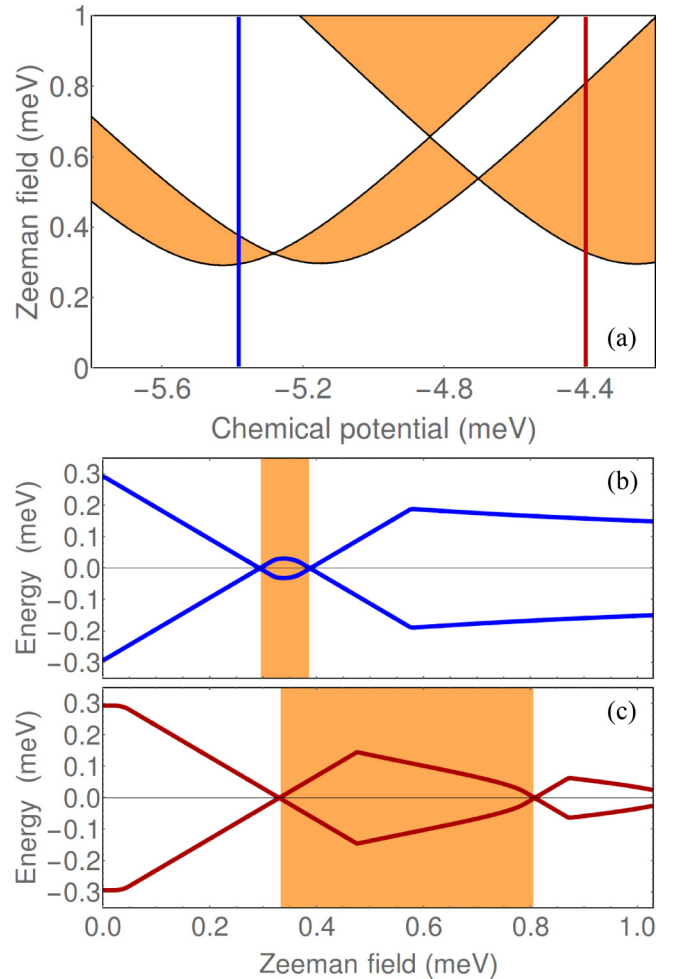 1
0.8
0.6
0.4
0.2
0
Zeeman field (meV)
(a)
−5.6 −5.2 −4.8 −4.4
Chemical potential (meV)
0.3
0.2
0.1
0.0
−0.1
−0.2
−0.3
Energy (meV)
(b)
0.3
0.2
0.1
0.0
−0.1
−0.2
−0.3
Energy (meV)
(c)
0.0 0.2 0.4 0.6 0.8 1.0
Zeeman field (meV)